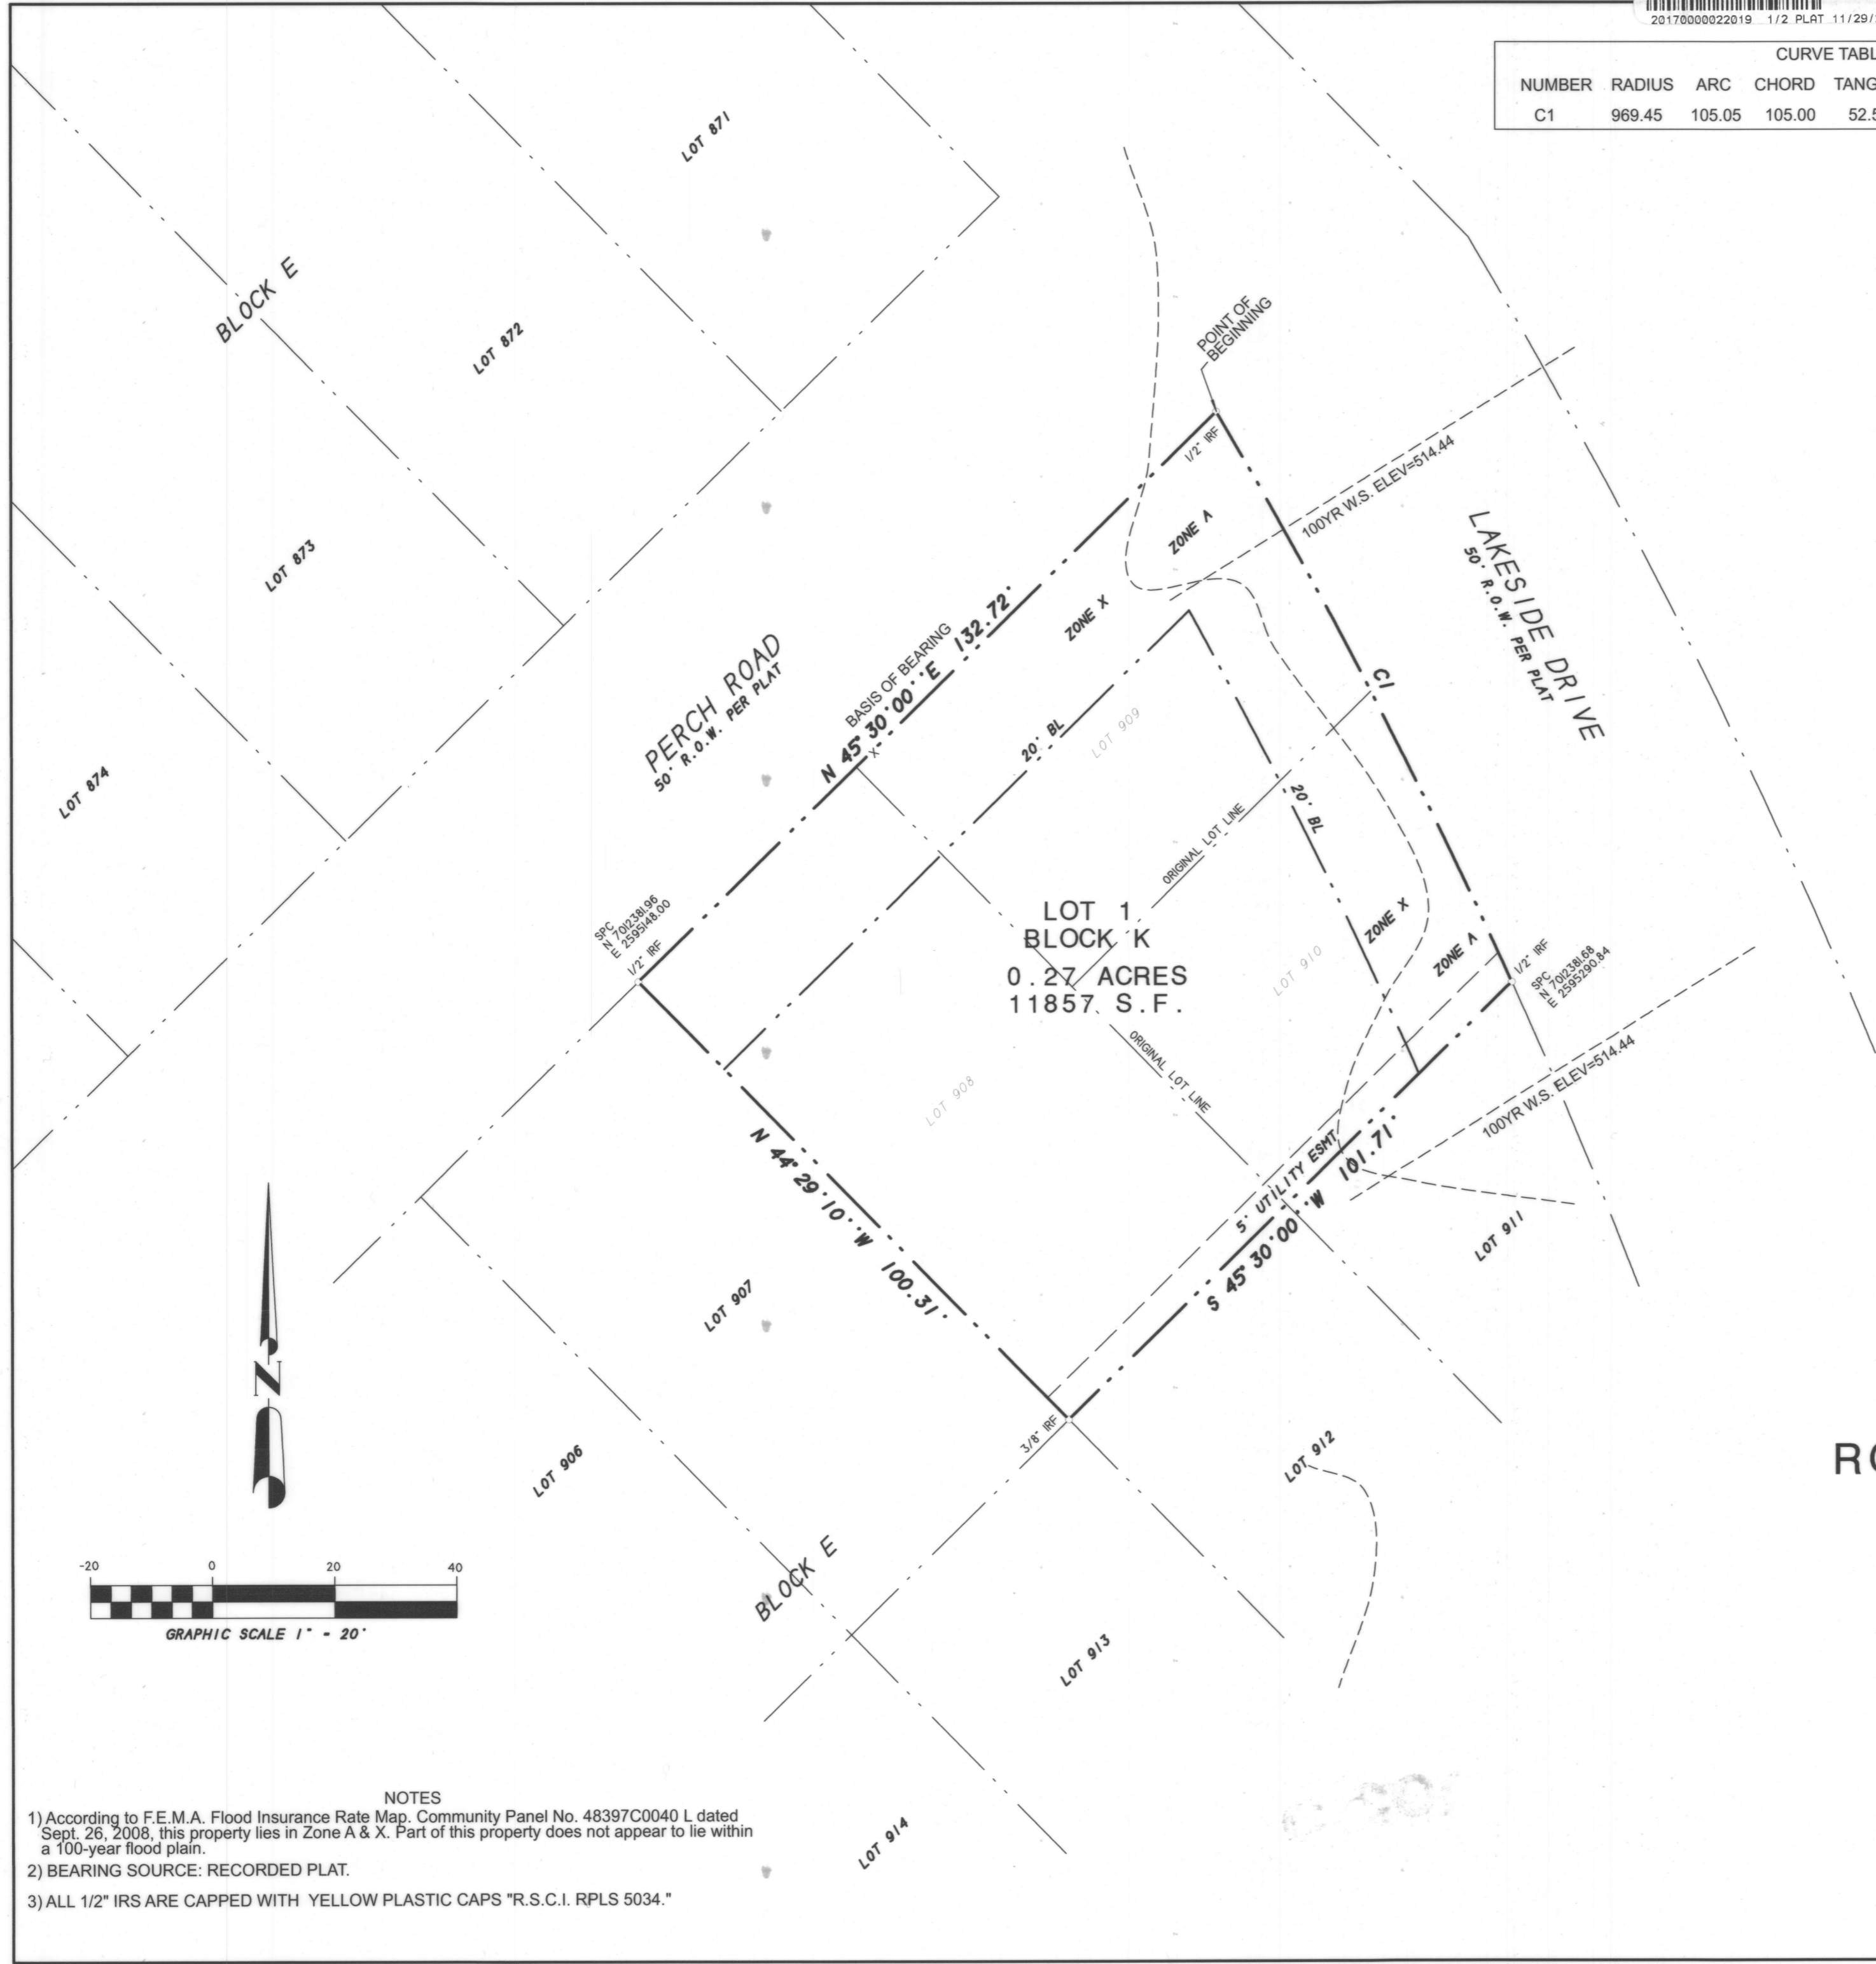 20170000022019 1/2 PLAT 11/29/
CURVE TABL
NUMBER RADIUS ARC CHORD TANG
C1 969.45 105.05 105.00 52.5
LOT 871
BLOCK E
LOT 872
LOT 873
LOT 874
POINT OF
BEGINNING
1/2" IRF
100YR W.S. ELEV=514.44
ZONE A
ZONE X
LAKESIDE DRIVE
50' R.O.W. PER PLAT
PERCH ROAD
50' R.O.W. PER PLAT
BASIS OF BEARING
N 45°30'00''E 132.72'
X
C1
20' BL
LOT 909
20' BL
ORIGINAL LOT LINE
SPC
N 7012381.96
E 2595148.00
1/2" IRF
LOT 1
BLOCK K
0.27 ACRES
11857 S.F.
LOT 910
ZONE X
ZONE A
1/2" IRF
SPC
N 7012381.68
E 2595290.84
ORIGINAL LOT LINE
LOT 908
100YR W.S. ELEV=514.44
N 44°29'10''W 100.31'
5' UTILITY ESMT
S 45°30'00''W 101.71'
LOT 911
LOT 907
N
3/8" IRF
LOT 906
LOT 912
RO
BLOCK E
-20 0 20 40
GRAPHIC SCALE 1" - 20'
LOT 913
LOT 914
NOTES
1) According to F.E.M.A. Flood Insurance Rate Map. Community Panel No. 48397C0040 L dated
Sept. 26, 2008, this property lies in Zone A & X. Part of this property does not appear to lie within
a 100-year flood plain.
2) BEARING SOURCE: RECORDED PLAT.
3) ALL 1/2" IRS ARE CAPPED WITH YELLOW PLASTIC CAPS "R.S.C.I. RPLS 5034."